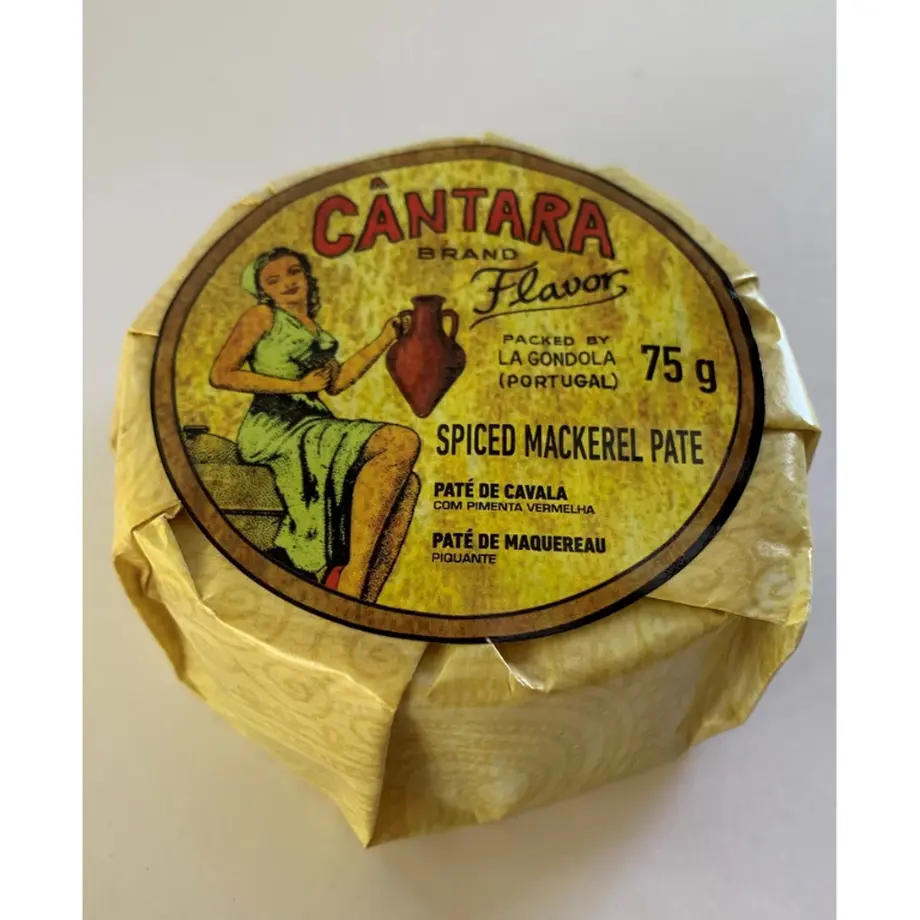 CÂNTARA
BRAND
Flavor
PACKED BY
LA GONDOLA
(PORTUGAL)
75 g
SPICED MACKEREL PATE
PATÉ DE CAVALA
COM PIMENTA VERMELHA
PATÉ DE MAQUEREAU
PIQUANTE